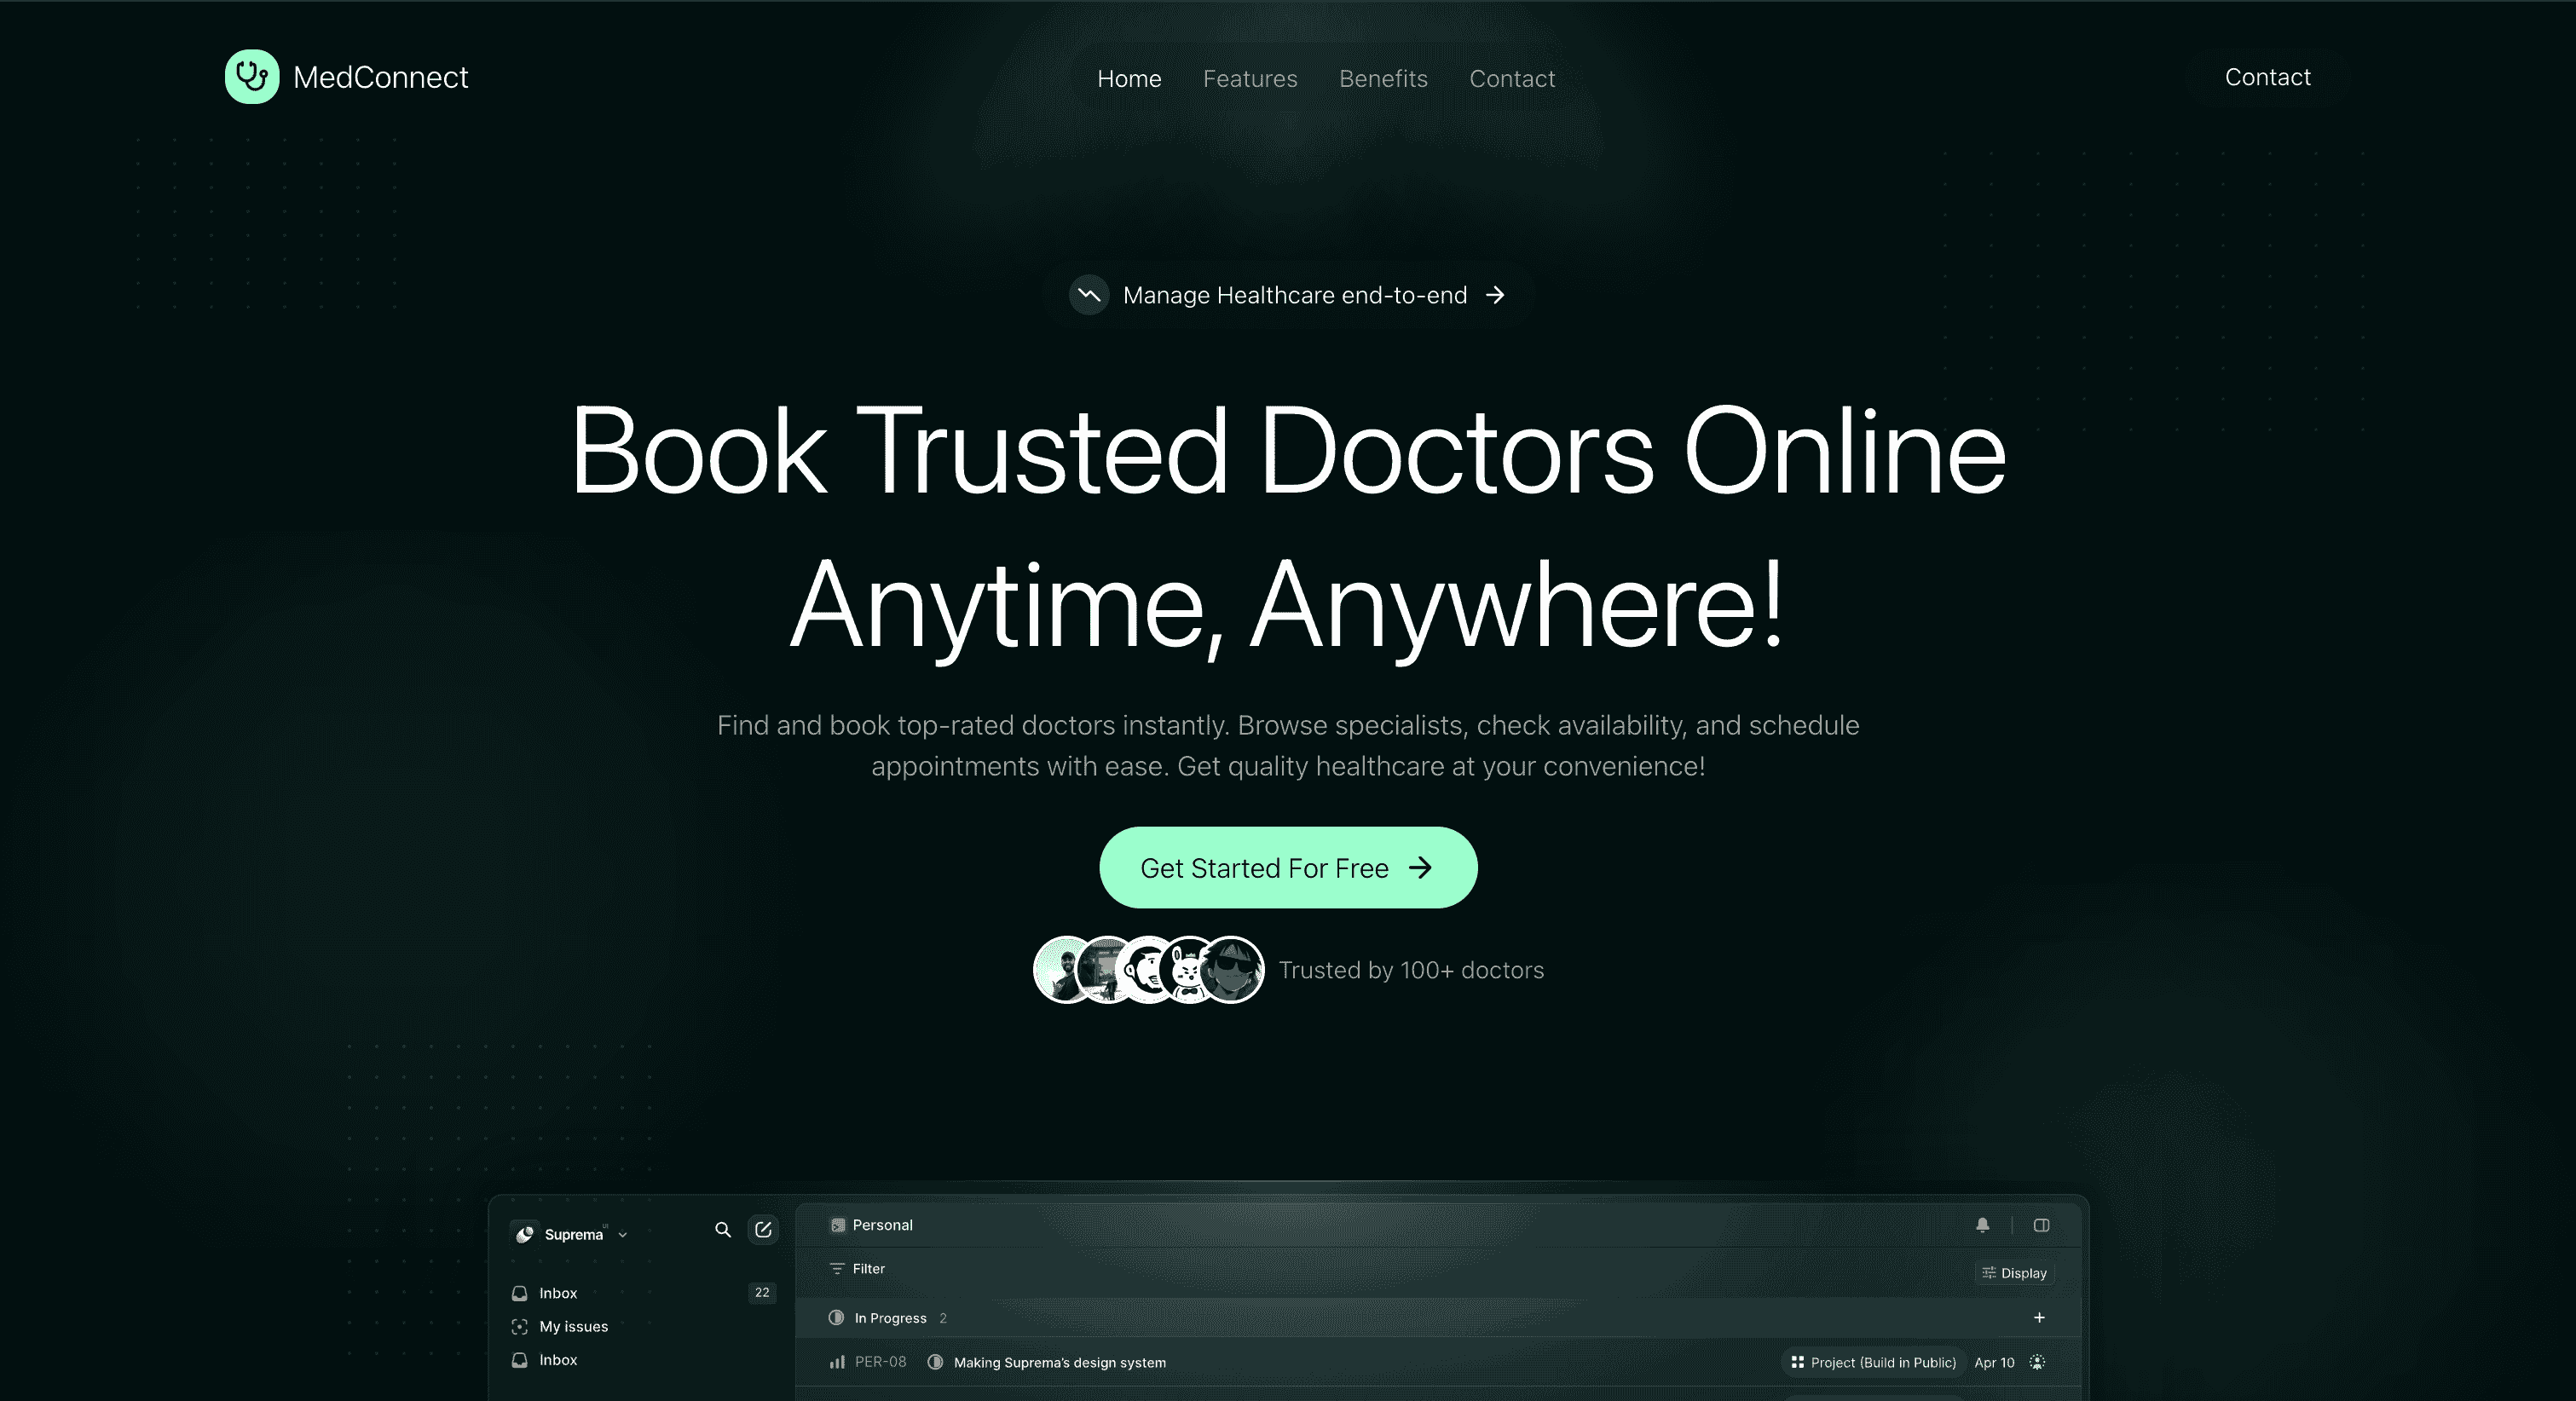 MedConnect
Home Features Benefits Contact
Contact
Manage Healthcare end-to-end
Book Trusted Doctors Online
Anytime, Anywhere!
Find and book top-rated doctors instantly. Browse specialists, check availability, and schedule
appointments with ease. Get quality healthcare at your convenience!
Get Started For Free
Trusted by 100+ doctors
Suprema UI
Inbox 22
My issues
Inbox
Personal
Filter
Display
In Progress 2
PER-08 Making Suprema's design system Project (Build in Public) Apr 10